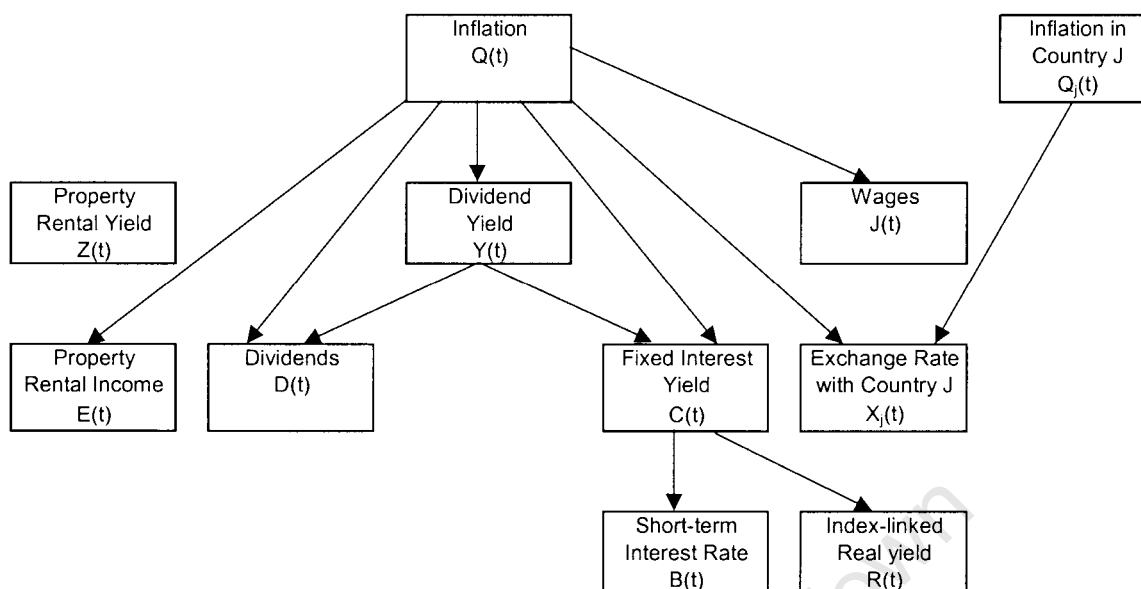 Inflation
Q(t)
Inflation in
Country J
Qj(t)
Property
Rental Yield
Z(t)
Dividend
Yield
Y(t)
Wages
J(t)
Property
Rental Income
E(t)
Dividends
D(t)
Fixed Interest
Yield
C(t)
Exchange Rate
with Country J
Xj(t)
Short-term
Interest Rate
B(t)
Index-linked
Real yield
R(t)